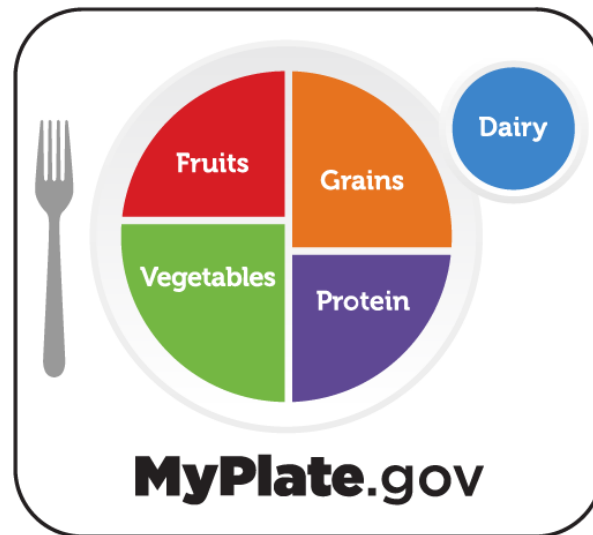 Dairy
Fruits
Grains
Vegetables
Protein
MyPlate.gov